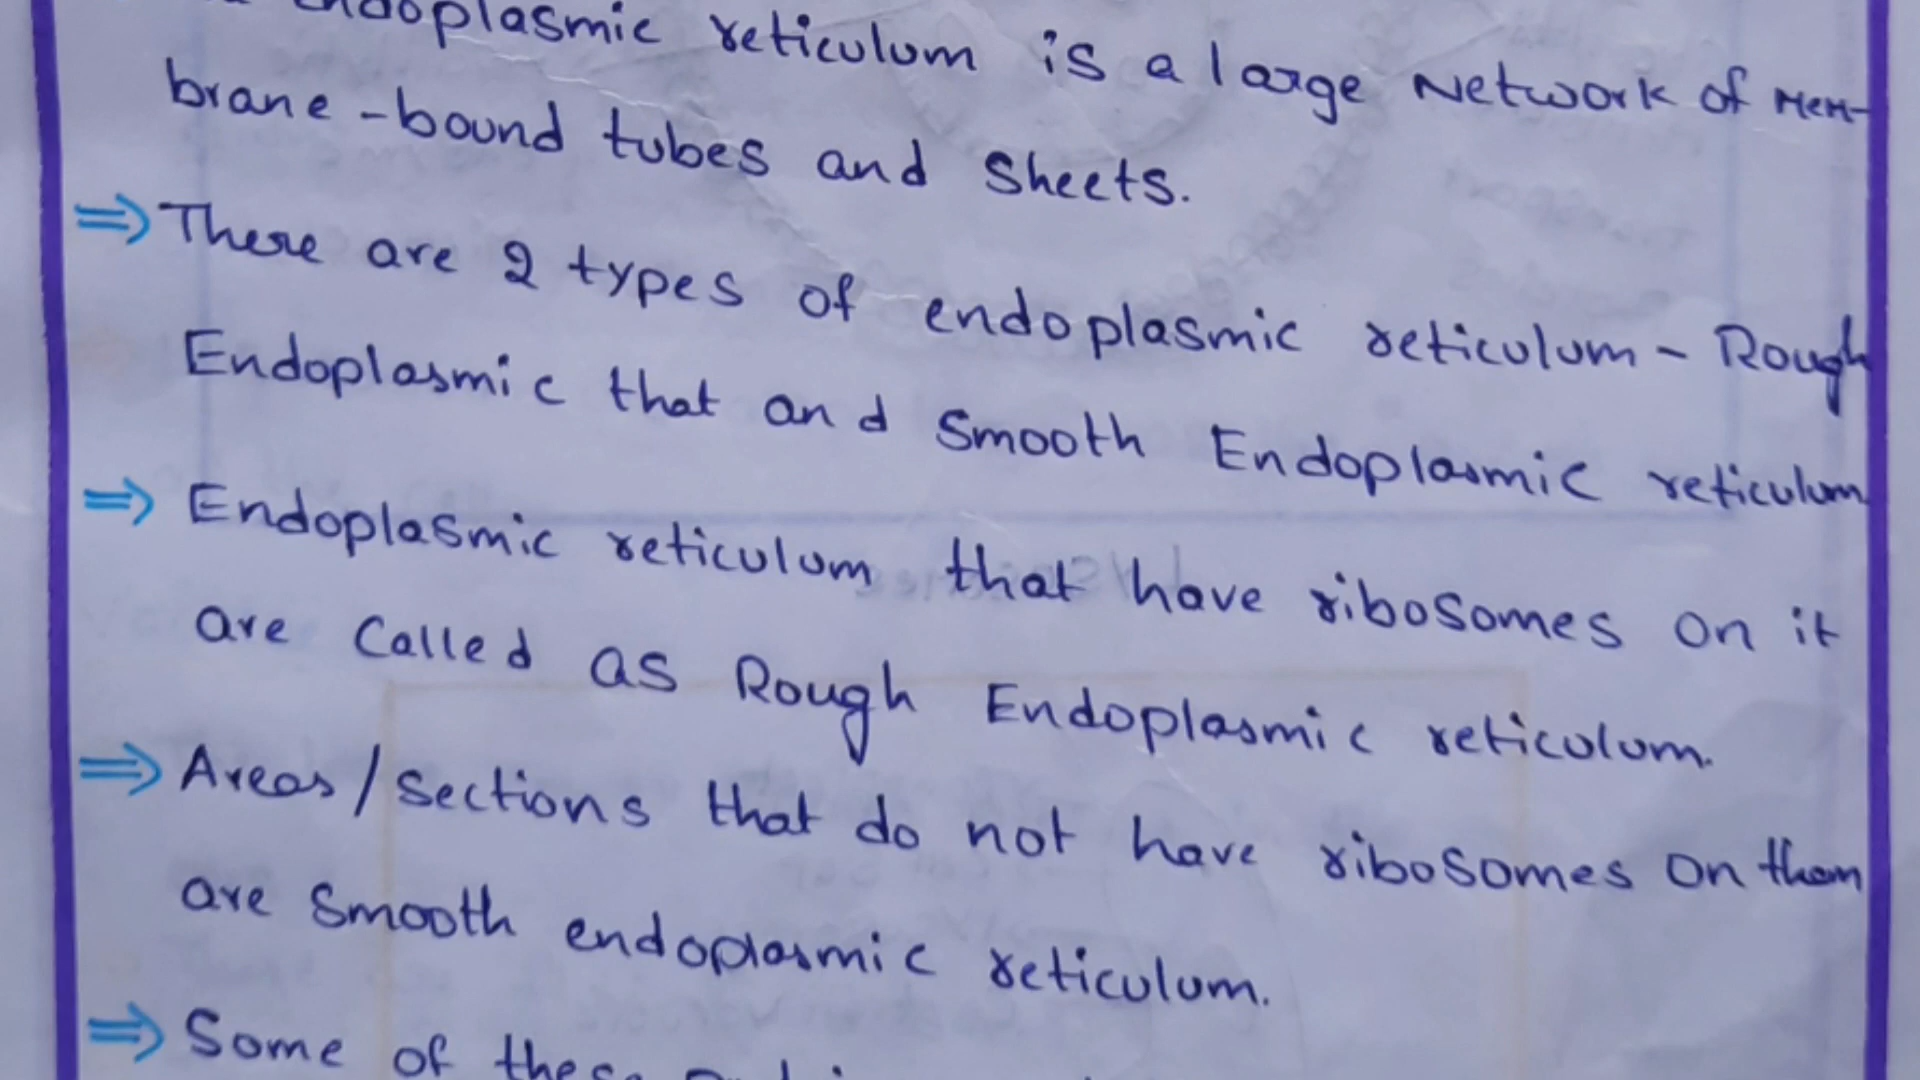 endoplasmic reticulum is a large Network of Mem-
brane-bound tubes and Sheets.
⇒ There are 2 types of endoplasmic reticulum - Rough
Endoplasmic that and Smooth Endoplasmic reticulum
⇒ Endoplasmic reticulum that have ribosomes on it
are Called as Rough Endoplasmic reticulum.
⇒ Areas/Sections that do not have ribosomes on them
are Smooth endoplasmic reticulum.
⇒ Some of these